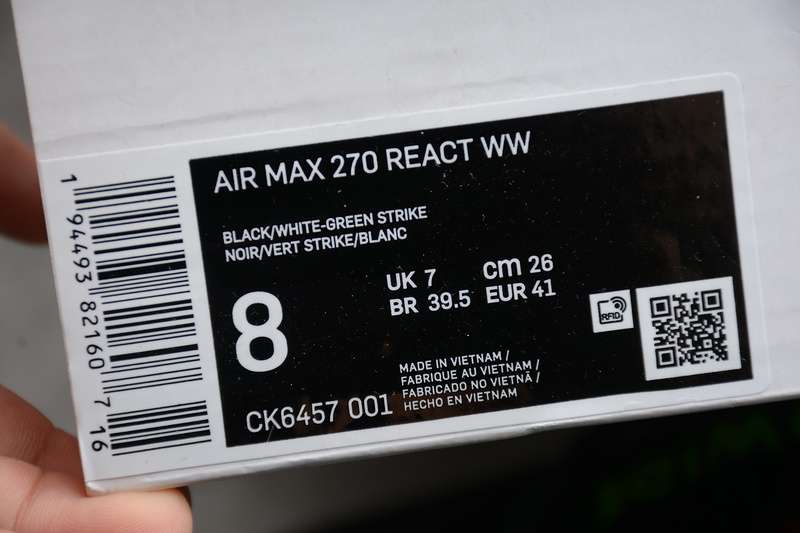 AIR MAX 270 REACT WW
BLACK/WHITE-GREEN STRIKE
NOIR/VERT STRIKE/BLANC
8
UK 7 cm 26
BR 39.5 EUR 41
RFID
CK6457 001
MADE IN VIETNAM /
FABRIQUE AU VIETNAM /
FABRICADO NO VIETNÃ /
HECHO EN VIETNAM
1 94493 82160 7 16